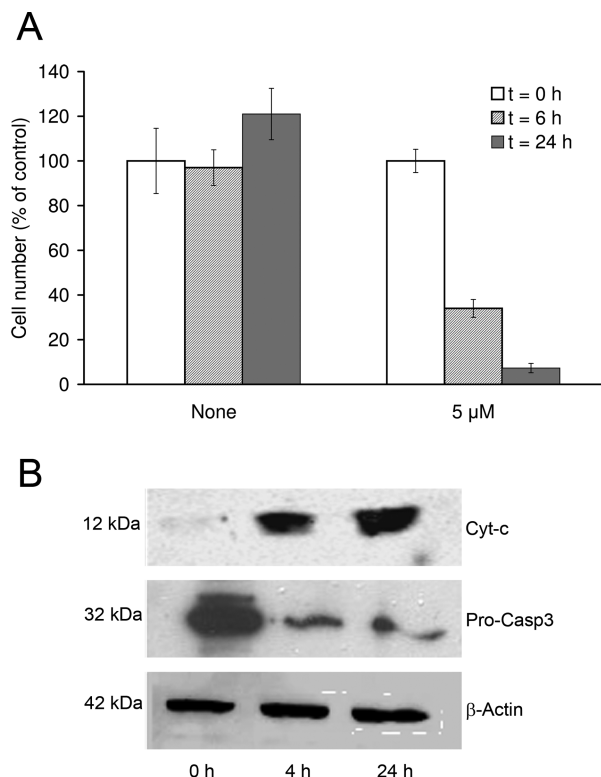 A
Cell number (% of control)
140
120
100
80
60
40
20
0
t = 0 h
t = 6 h
t = 24 h
None
5 µM
B
12 kDa
Cyt-c
32 kDa
Pro-Casp3
42 kDa
β-Actin
0 h
4 h
24 h